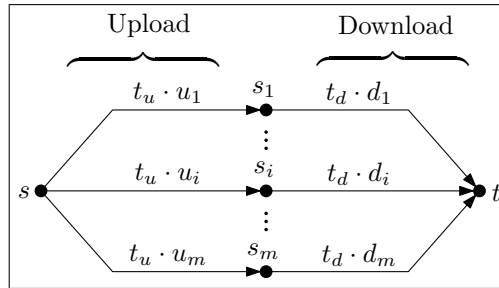 Upload Download
t_u · u_1 s_1 t_d · d_1
⋮
s t_u · u_i s_i t_d · d_i t
⋮
t_u · u_m s_m t_d · d_m